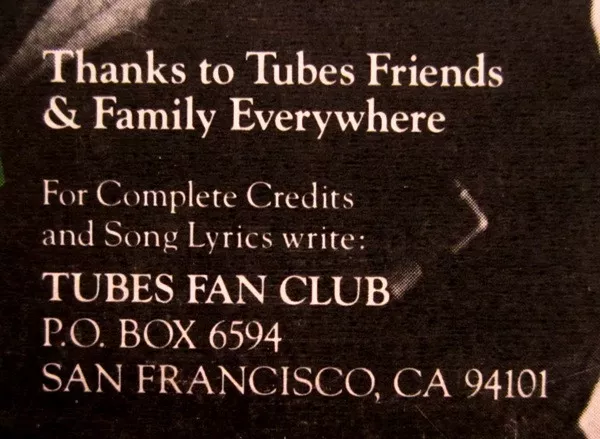 Thanks to Tubes Friends
& Family Everywhere
For Complete Credits
and Song Lyrics write:
TUBES FAN CLUB
P.O. BOX 6594
SAN FRANCISCO, CA 94101